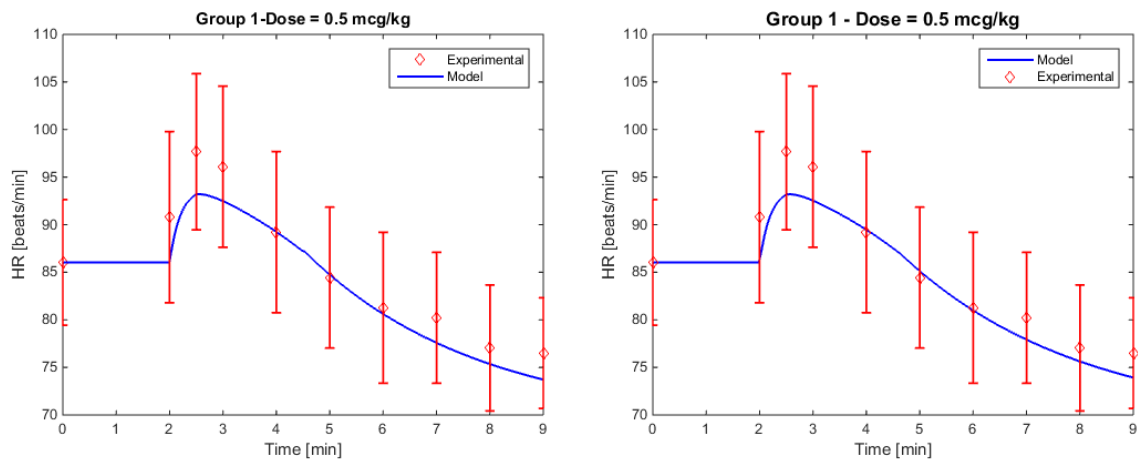 Group 1-Dose = 0.5 mcg/kg
110
105
100
95
90
85
80
75
70
HR [beats/min]
Experimental
Model
0 1 2 3 4 5 6 7 8 9
Time [min]
Group 1 - Dose = 0.5 mcg/kg
110
105
100
95
90
85
80
75
70
HR [beats/min]
Model
Experimental
0 1 2 3 4 5 6 7 8 9
Time [min]